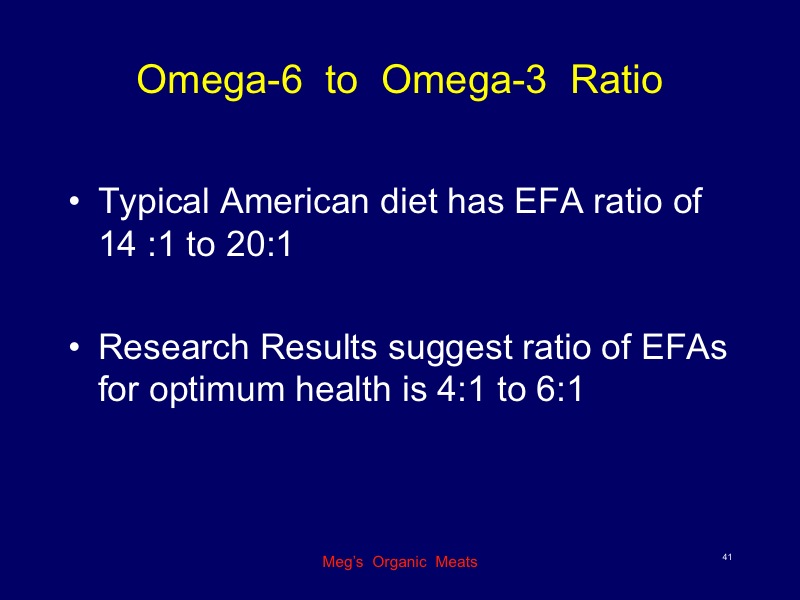 Omega-6 to Omega-3 Ratio
• Typical American diet has EFA ratio of
14 :1 to 20:1
• Research Results suggest ratio of EFAs
for optimum health is 4:1 to 6:1
Meg’s Organic Meats
41